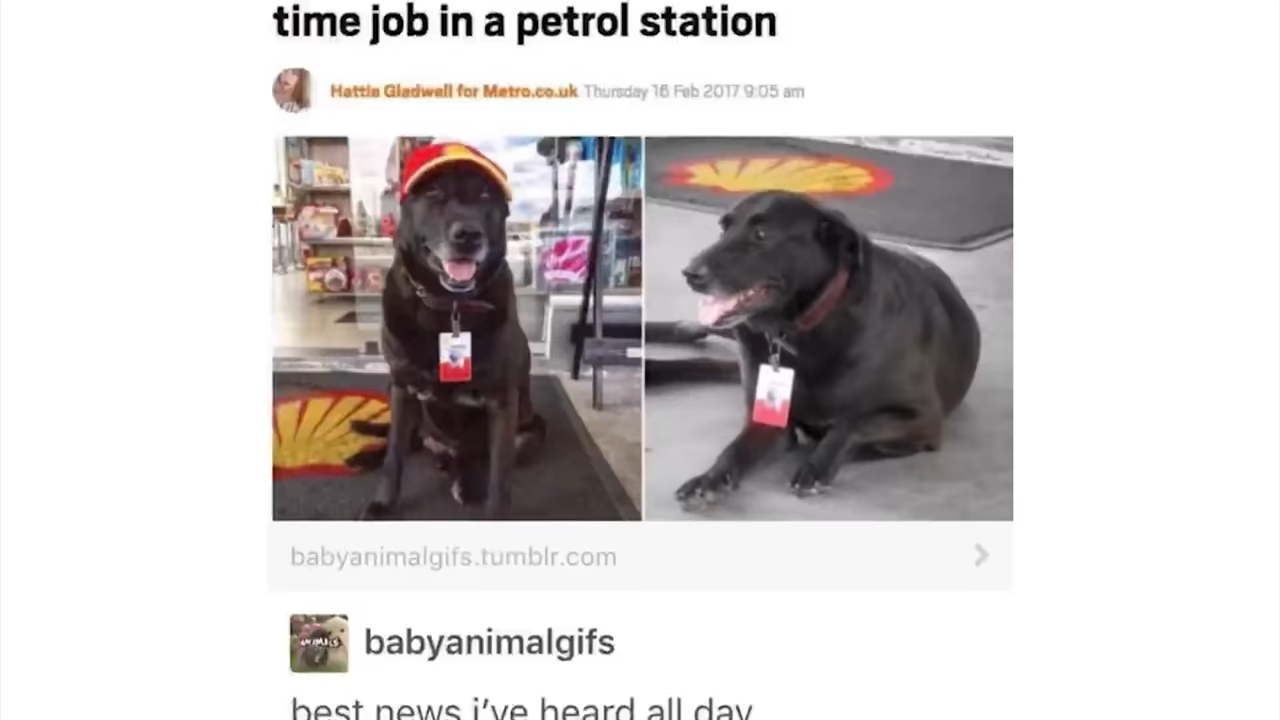 time job in a petrol station
Hattie Gladwell for Metro.co.uk Thursday 16 Feb 2017 9:05 am
babyanimalgifs.tumblr.com
babyanimalgifs
best news i've heard all day